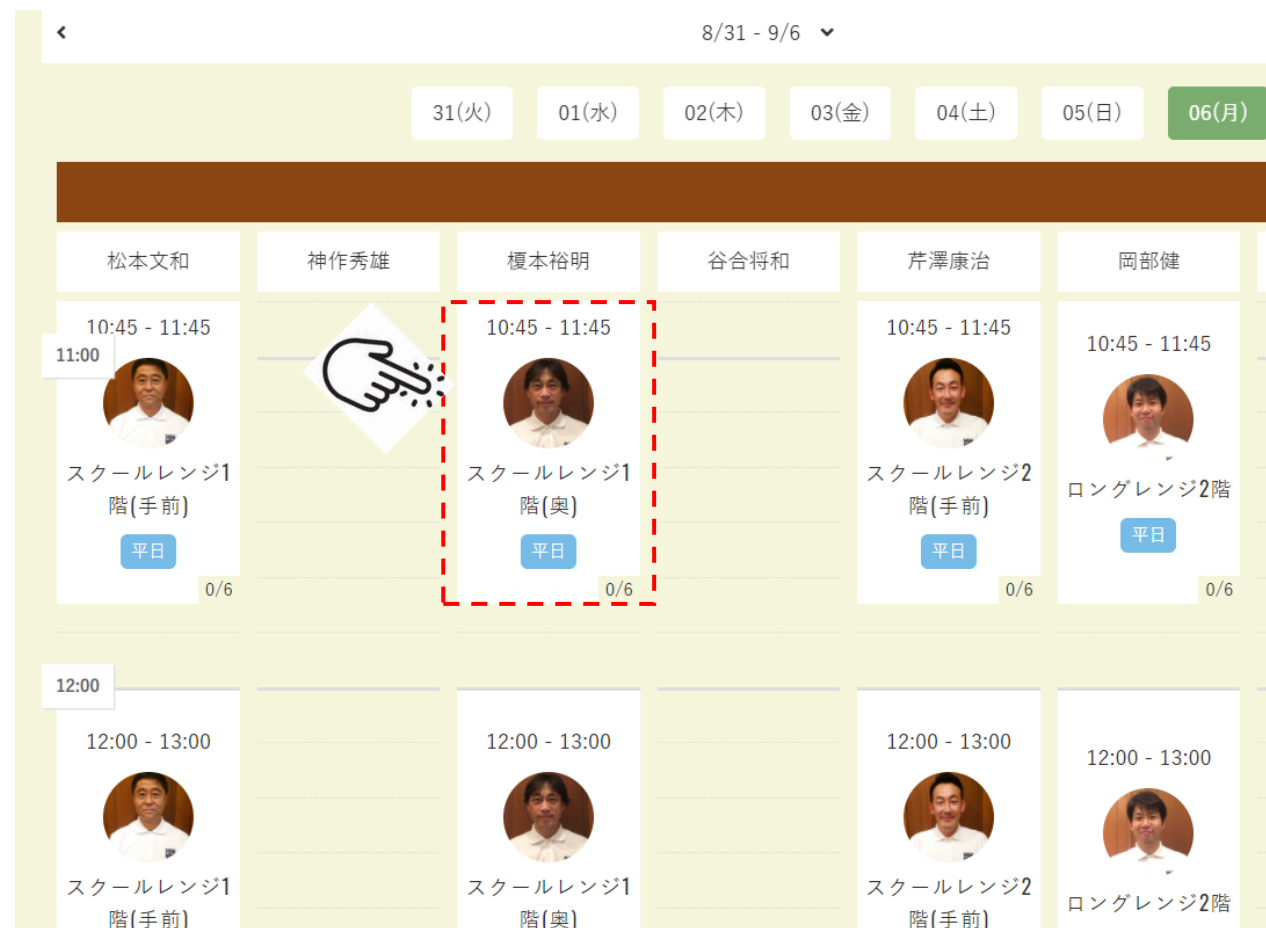 8/31 - 9/6
31(火) 01(水) 02(木) 03(金) 04(土) 05(日) 06(月)
松本文和 神作秀雄 榎本裕明 谷合将和 芹澤康治 岡部健
10:45 - 11:45 10:45 - 11:45 10:45 - 11:45 10:45 - 11:45
11:00
スクールレンジ1 スクールレンジ1 スクールレンジ2 ロングレンジ2階
階(手前) 階(奥) 階(手前)
平日 平日 平日 平日
0/6 0/6 0/6 0/6
12:00
12:00 - 13:00 12:00 - 13:00 12:00 - 13:00 12:00 - 13:00
スクールレンジ1 スクールレンジ1 スクールレンジ2 ロングレンジ2階
階(手前) 階(奥) 階(手前)